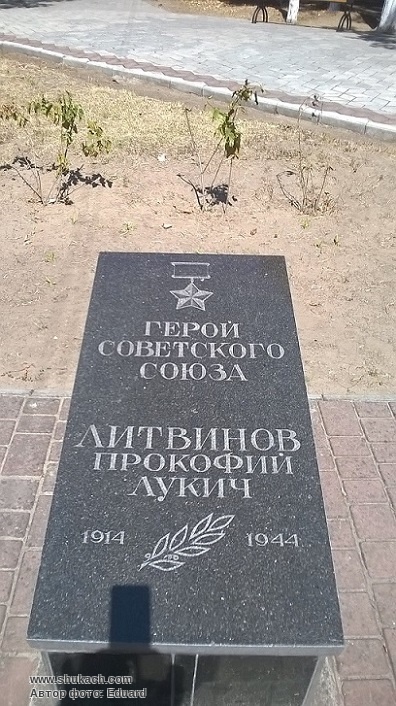 ГЕРОЙ
СОВЕТСКОГО
СОЮЗА
ЛИТВИНОВ
ПРОКОФИЙ
ЛУКИЧ
1914 1944
www.shukach.com
Автор фото: Eduard